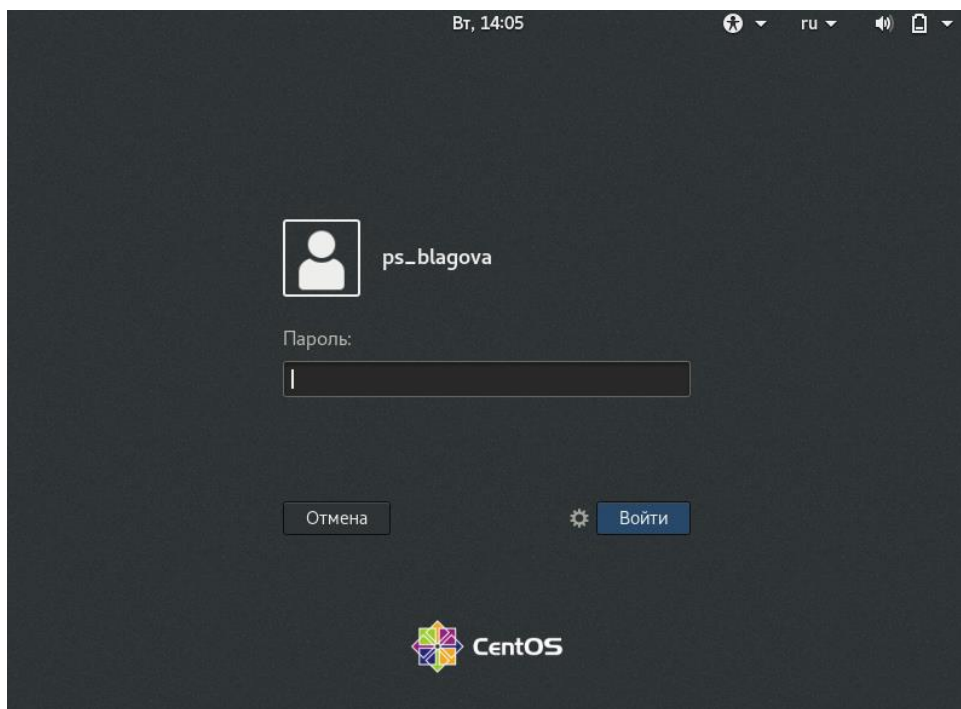 Вт, 14:05
ru
ps_blagova
Пароль:
Отмена
Войти
CentOS